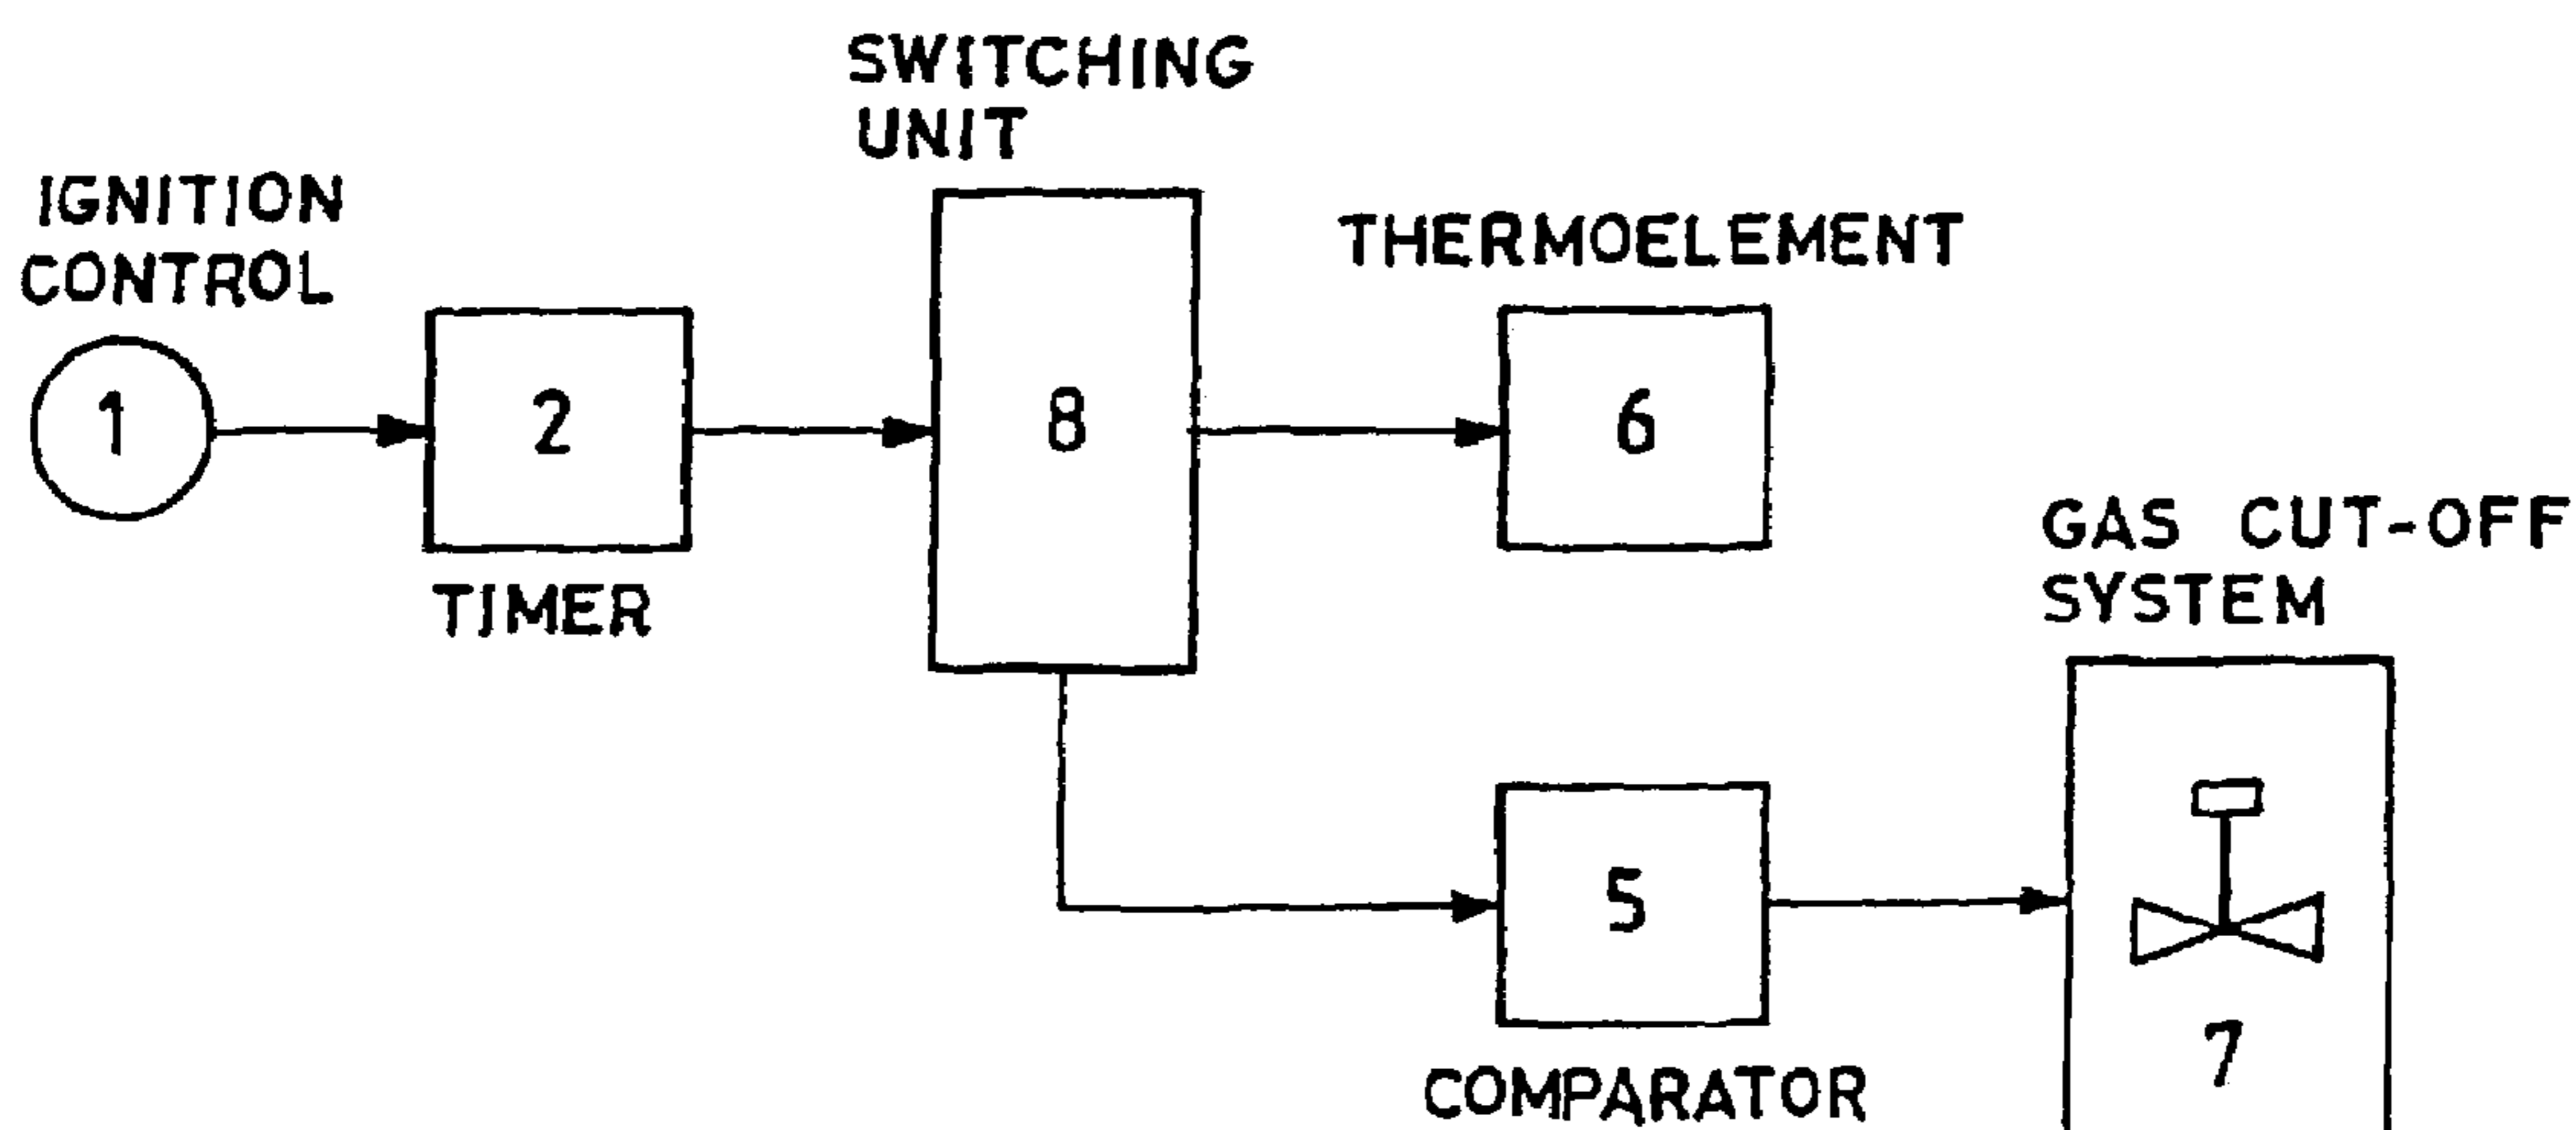 SWITCHING
UNIT
IGNITION
CONTROL
THERMOELEMENT
1
2
8
6
GAS CUT-OFF
SYSTEM
TIMER
5
7
COMPARATOR